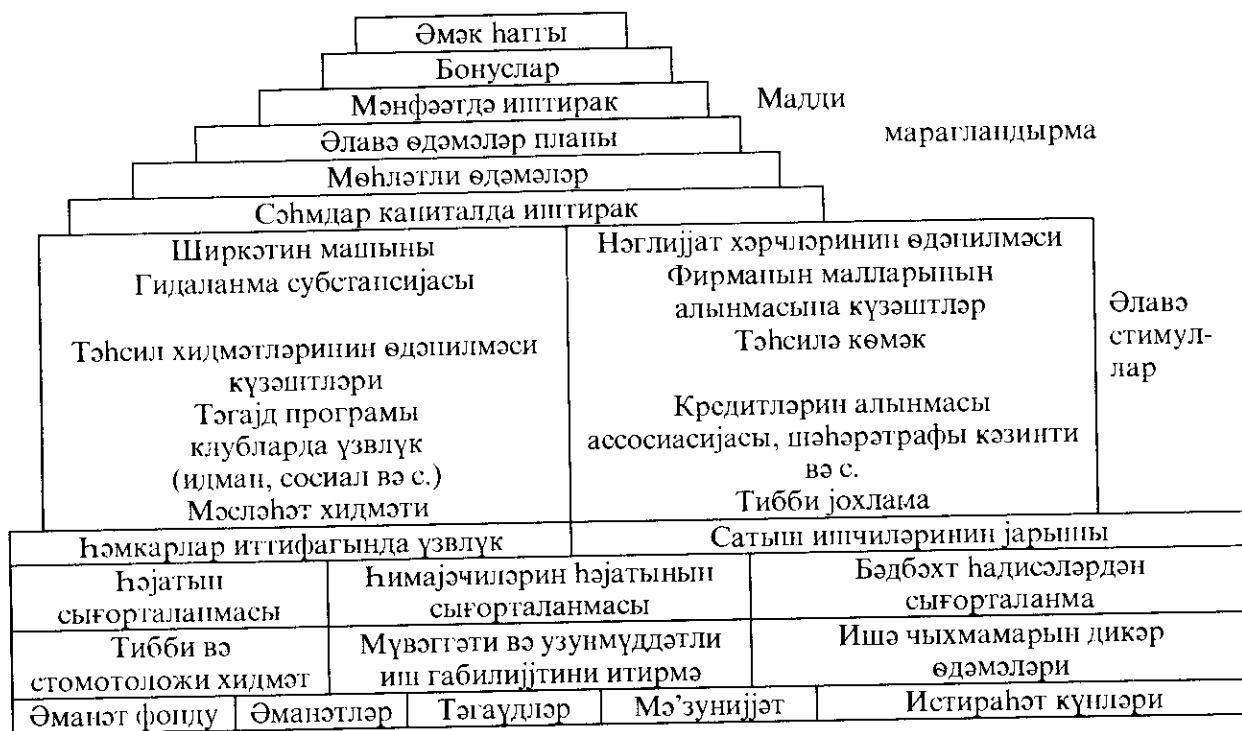 Әмәк һаггы
Бонуслар
Мәнфәәтдә иштирак
Әлавә өдәмәләр планы
Мөһләтли өдәмәләр
Сәһмдар капиталда иштирак
Мадди
марагландырма
Ширкәтин машыны
Гидаланма субстансијасы
Тәһсил хидмәтләринин өдәнилмәси
күзәштләри
Тәгајд програмы
клубларда үзвлүк
(идман, сосиал вә с.)
Мәсләһәт хидмәти
Нәглијјат хәрчләринин өдәнилмәси
Фирманын малларынын
алынмасына күзәштләр
Тәһсилә көмәк
Кредитләрин алынмасы
ассосиасијасы, шәһәрәтрафы кәзинти
вә с.
Тибби јохлама
Әлавә
стимул-
лар
Һәмкарлар иттифагында үзвлүк
Сатыш ишчиләринин јарышы
Һәјатын
сығорталанмасы
Һимајәчиләрин һәјатынын
сығорталанмасы
Бәдбәхт һадисәләрдән
сығорталанма
Тибби вә
стомотоложи хидмәт
Мүвәггәти вә узунмүддәтли
иш габилијјтини итирмә
Ишә чыхмамарын дикәр
өдәмәләри
Әманәт фонду
Әманәтләр
Тәгаүдләр
Мә'зунијјәт
Истираһәт күнләри